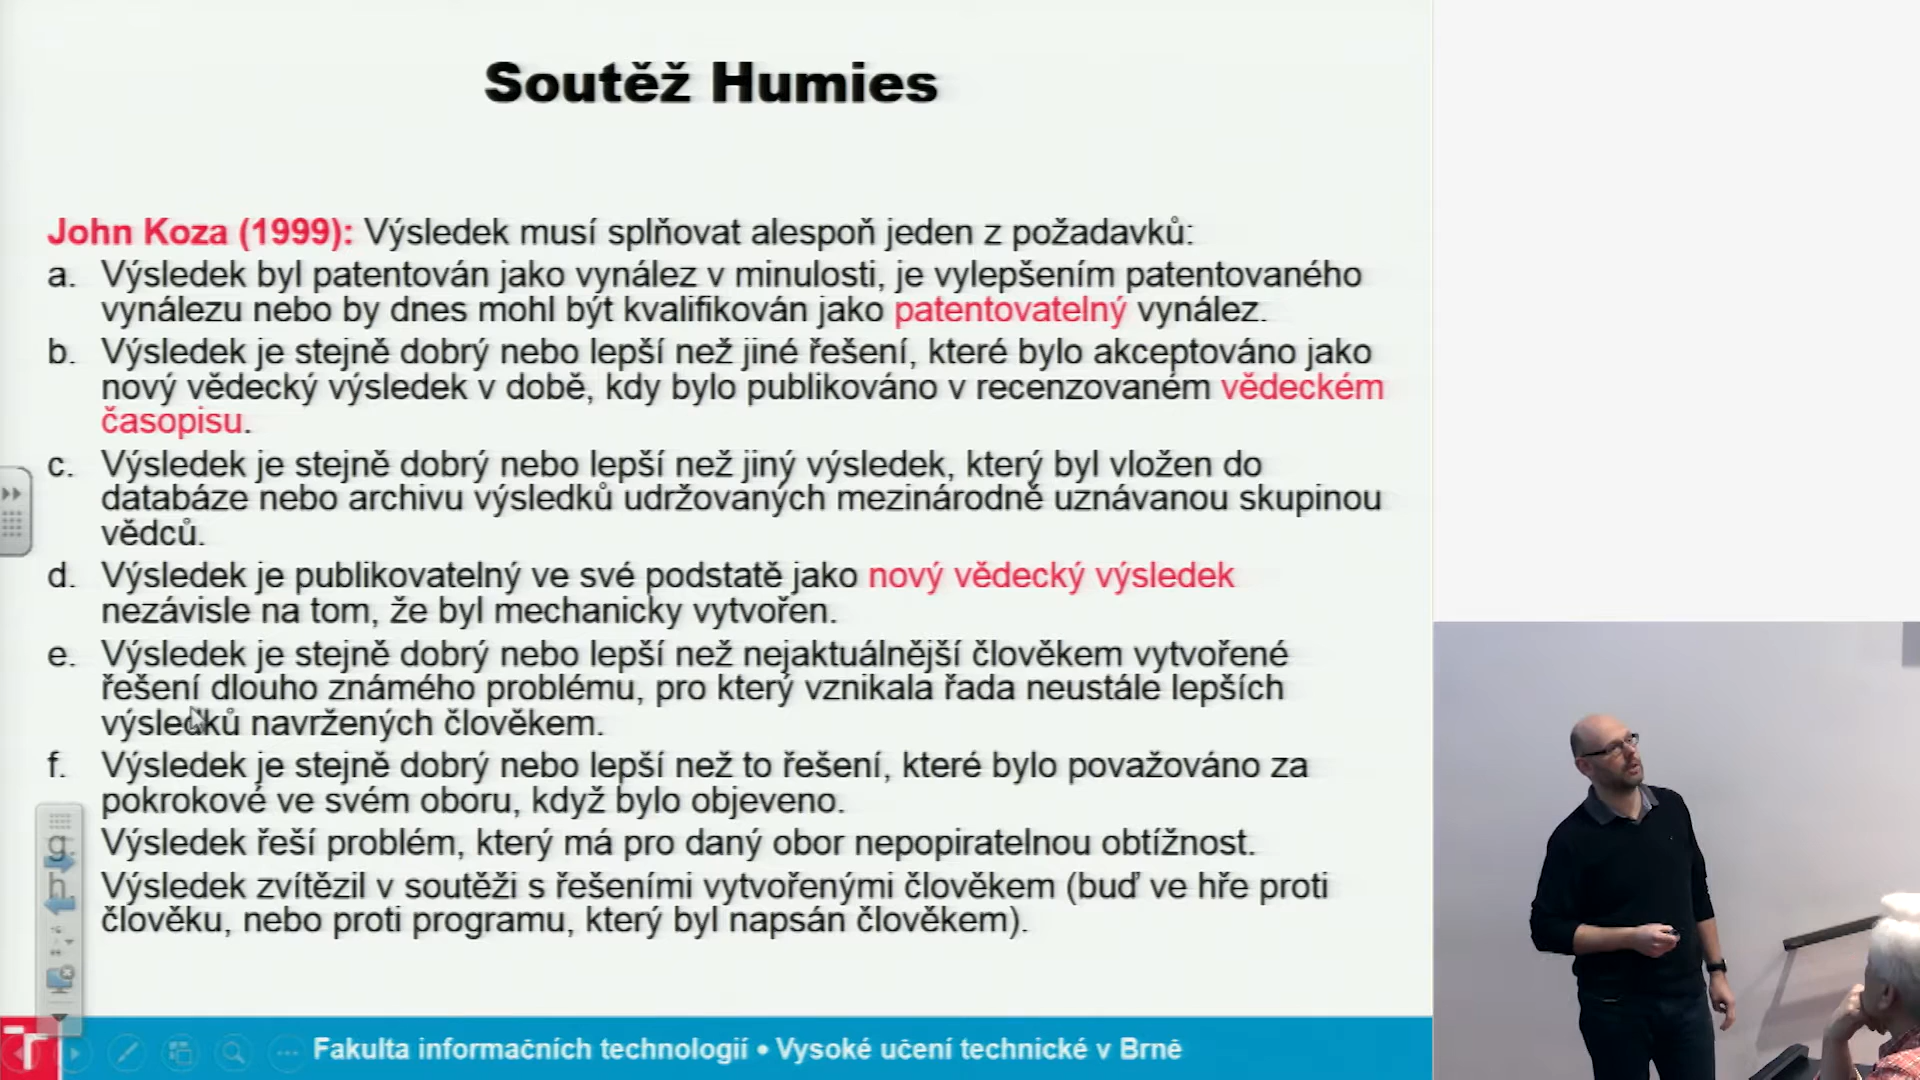 Soutěž Humies
John Koza (1999): Výsledek musí splňovat alespoň jeden z požadavků:
a. Výsledek byl patentován jako vynález v minulosti, je vylepšením patentovaného
vynálezu nebo by dnes mohl být kvalifikován jako patentovatelný vynález.
b. Výsledek je stejně dobrý nebo lepší než jiné řešení, které bylo akceptováno jako
nový vědecký výsledek v době, kdy bylo publikováno v recenzovaném vědeckém
časopisu.
c. Výsledek je stejně dobrý nebo lepší než jiný výsledek, který byl vložen do
databáze nebo archivu výsledků udržovaných mezinárodně uznávanou skupinou
vědců.
d. Výsledek je publikovatelný ve své podstatě jako nový vědecký výsledek
nezávisle na tom, že byl mechanicky vytvořen.
e. Výsledek je stejně dobrý nebo lepší než nejaktuálnější člověkem vytvořené
řešení dlouho známého problému, pro který vznikala řada neustále lepších
výsledků navržených člověkem.
f. Výsledek je stejně dobrý nebo lepší než to řešení, které bylo považováno za
pokrokové ve svém oboru, když bylo objeveno.
g. Výsledek řeší problém, který má pro daný obor nepopiratelnou obtížnost.
h. Výsledek zvítězil v soutěži s řešeními vytvořenými člověkem (buď ve hře proti
člověku, nebo proti programu, který byl napsán člověkem).
Fakulta informačních technologií • Vysoké učení technické v Brně